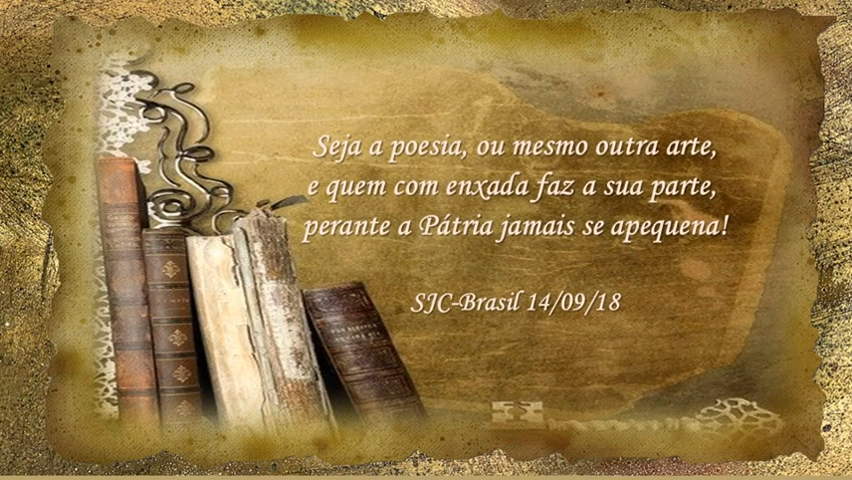 Seja a poesia, ou mesmo outra arte,
e quem com enxada faz a sua parte,
perante a Pátria jamais se apequena!
SJC-Brasil 14/09/18